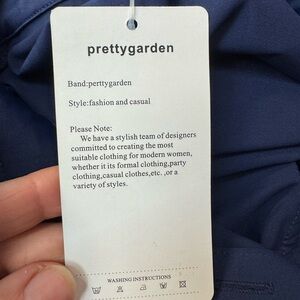 prettygarden
Band:perttygarden
Style:fashion and casual
Please Note:
We have a stylish team of designers
committed to creating the most
suitable clothing for modern women,
whether it its formal clothing,party
clothing,casual clothes,etc. ,or a
variety of styles.
WASHING INSTRUCTIONS